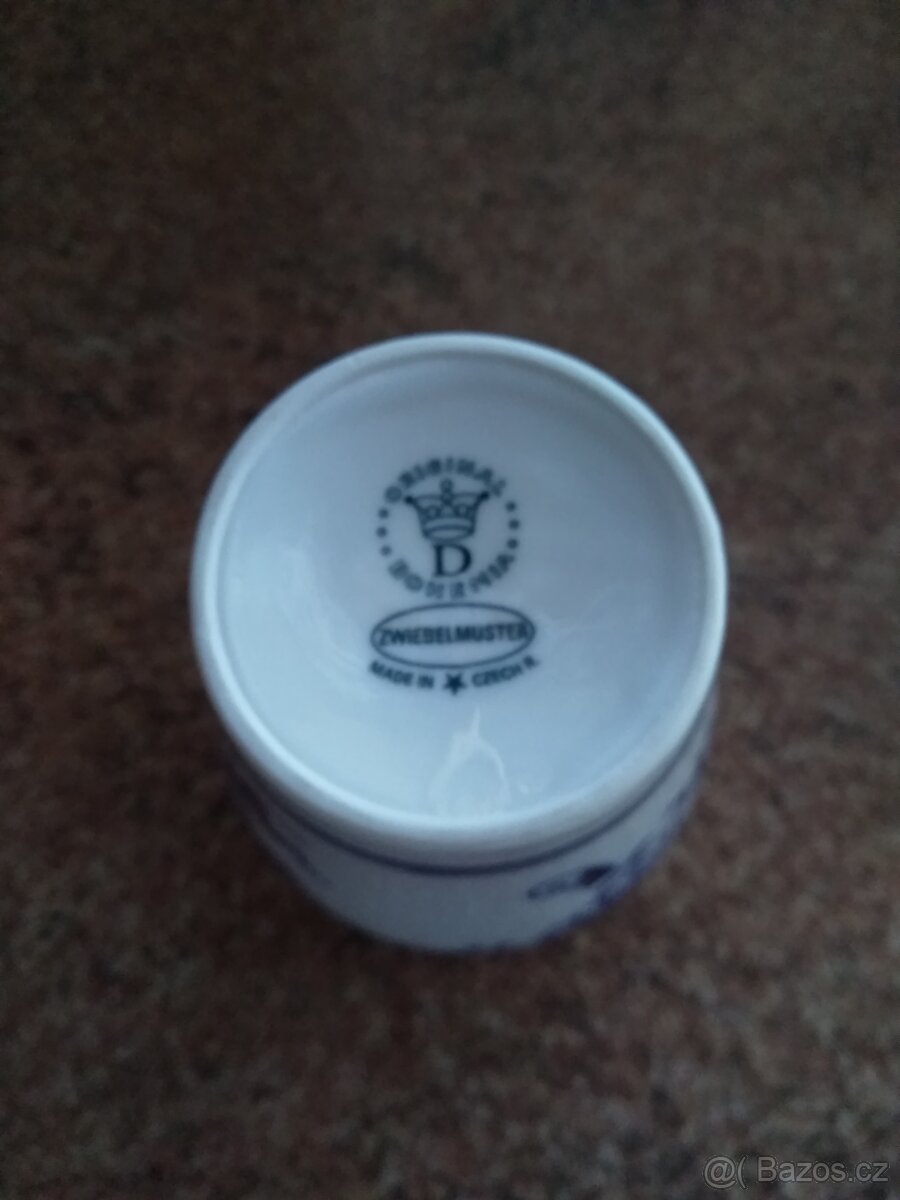 ORIGINAL
D
BOHEMIA
ZWIEBELMUSTER
MADE IN ★ CZECH R.
@( Bazos.cz